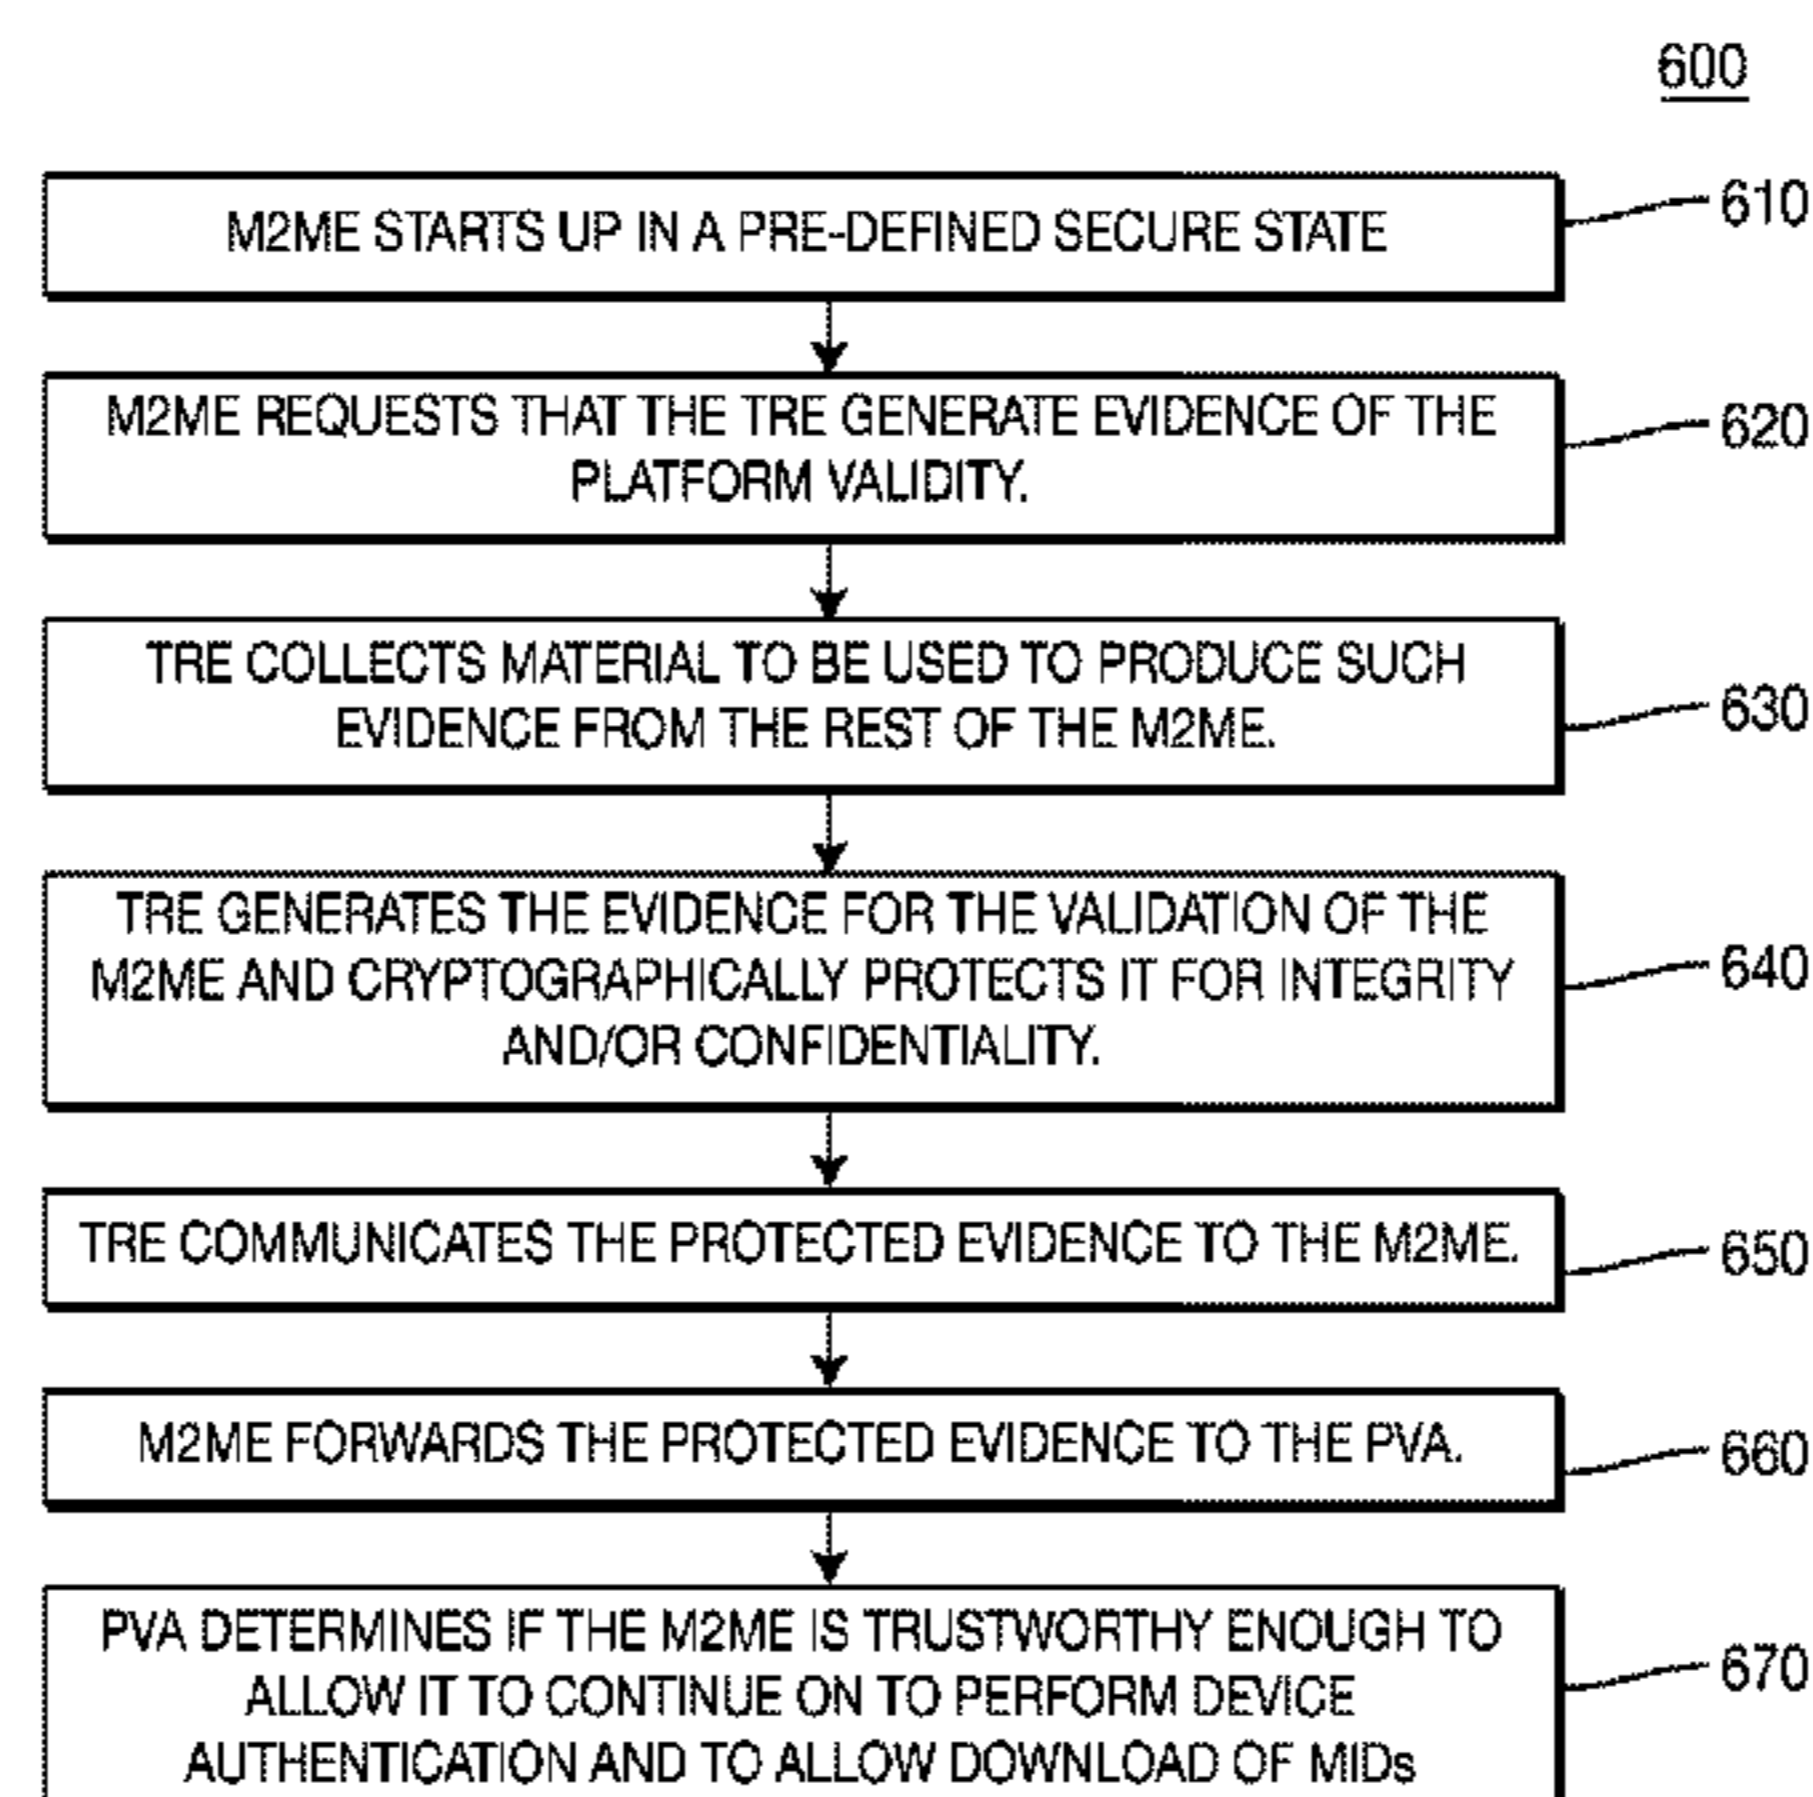 600
M2ME STARTS UP IN A PRE-DEFINED SECURE STATE
610
M2ME REQUESTS THAT THE TRE GENERATE EVIDENCE OF THE
PLATFORM VALIDITY.
620
TRE COLLECTS MATERIAL TO BE USED TO PRODUCE SUCH
EVIDENCE FROM THE REST OF THE M2ME.
630
TRE GENERATES THE EVIDENCE FOR THE VALIDATION OF THE
M2ME AND CRYPTOGRAPHICALLY PROTECTS IT FOR INTEGRITY
AND/OR CONFIDENTIALITY.
640
TRE COMMUNICATES THE PROTECTED EVIDENCE TO THE M2ME.
650
M2ME FORWARDS THE PROTECTED EVIDENCE TO THE PVA.
660
PVA DETERMINES IF THE M2ME IS TRUSTWORTHY ENOUGH TO
ALLOW IT TO CONTINUE ON TO PERFORM DEVICE
AUTHENTICATION AND TO ALLOW DOWNLOAD OF MIDs
670